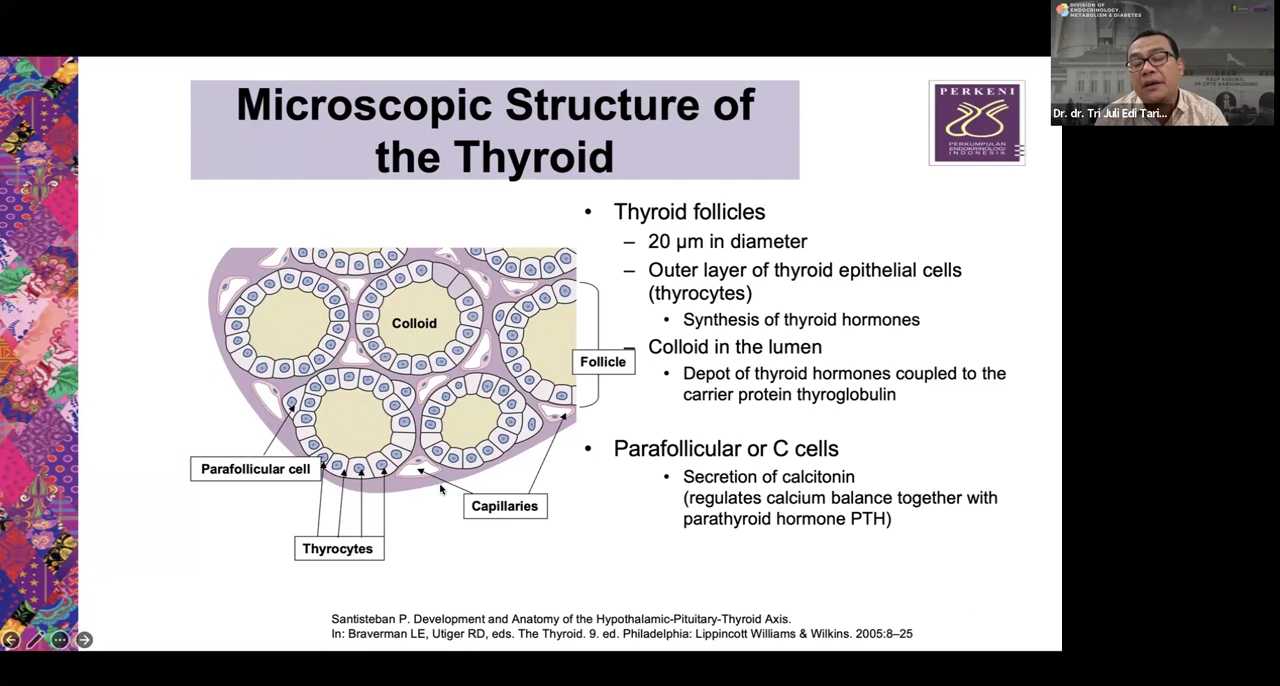 DIVISION OF
ENDOCRINOLOGY,
METABOLISM & DIABETES
Dr. dr. Tri Juli Edi Tari...
Microscopic Structure of
the Thyroid
PERKENI
PERKUMPULAN
ENDOKRINOLOGI
INDONESIA
• Thyroid follicles
– 20 µm in diameter
– Outer layer of thyroid epithelial cells
(thyrocytes)
• Synthesis of thyroid hormones
– Colloid in the lumen
• Depot of thyroid hormones coupled to the
carrier protein thyroglobulin
• Parafollicular or C cells
• Secretion of calcitonin
(regulates calcium balance together with
parathyroid hormone PTH)
Colloid
Follicle
Parafollicular cell
Capillaries
Thyrocytes
Santisteban P. Development and Anatomy of the Hypothalamic-Pituitary-Thyroid Axis.
In: Braverman LE, Utiger RD, eds. The Thyroid. 9. ed. Philadelphia: Lippincott Williams & Wilkins. 2005:8–25